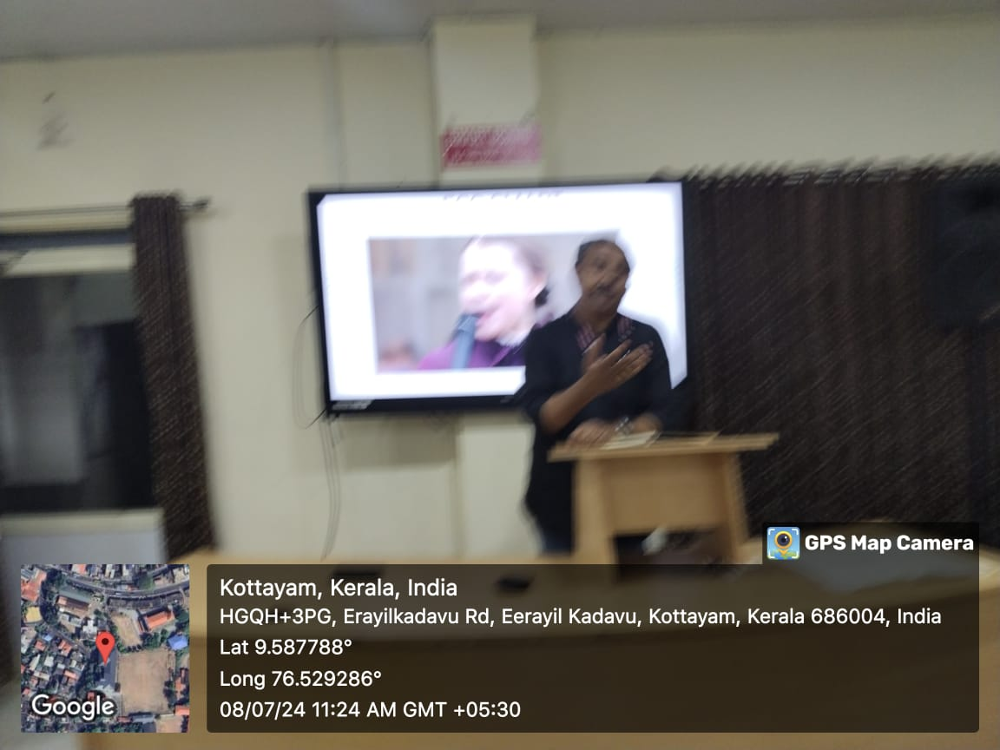 GPS Map Camera
Kottayam, Kerala, India
HGQH+3PG, Erayilkadavu Rd, Eerayil Kadavu, Kottayam, Kerala 686004, India
Lat 9.587788°
Long 76.529286°
08/07/24 11:24 AM GMT +05:30
Google